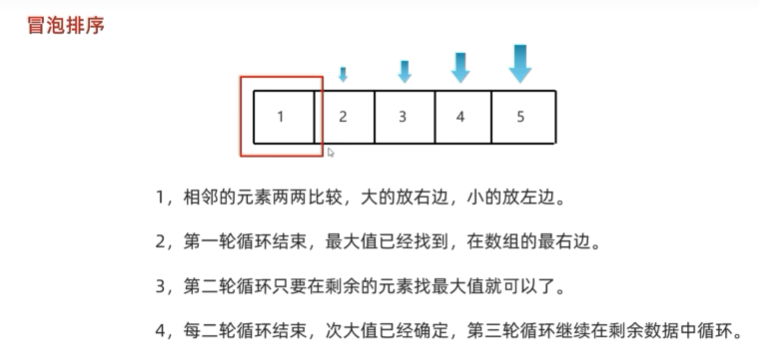 冒泡排序
1 2 3 4 5
1，相邻的元素两两比较，大的放右边，小的放左边。
2，第一轮循环结束，最大值已经找到，在数组的最右边。
3，第二轮循环只要在剩余的元素找最大值就可以了。
4，每二轮循环结束，次大值已经确定，第三轮循环继续在剩余数据中循环。